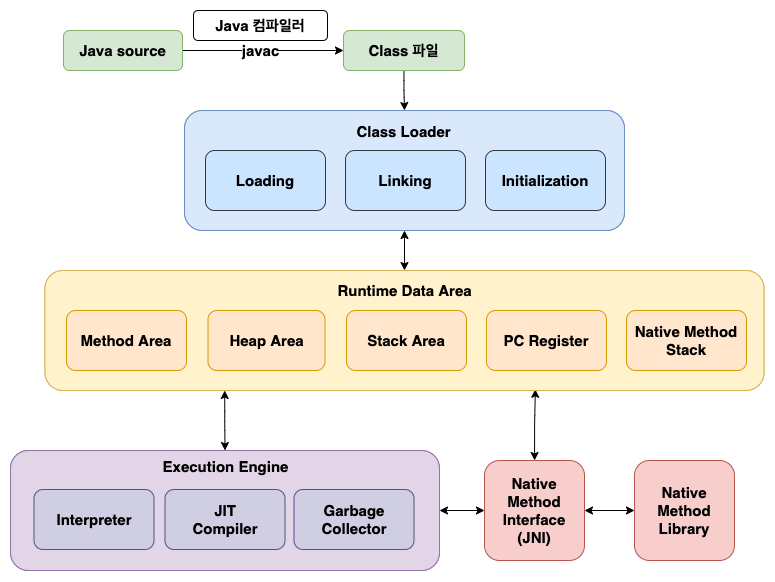 Java 컴파일러
Java source
javac
Class 파일
Class Loader
Loading
Linking
Initialization
Runtime Data Area
Method Area
Heap Area
Stack Area
PC Register
Native Method
Stack
Execution Engine
Interpreter
JIT
Compiler
Garbage
Collector
Native
Method
Interface
(JNI)
Native
Method
Library